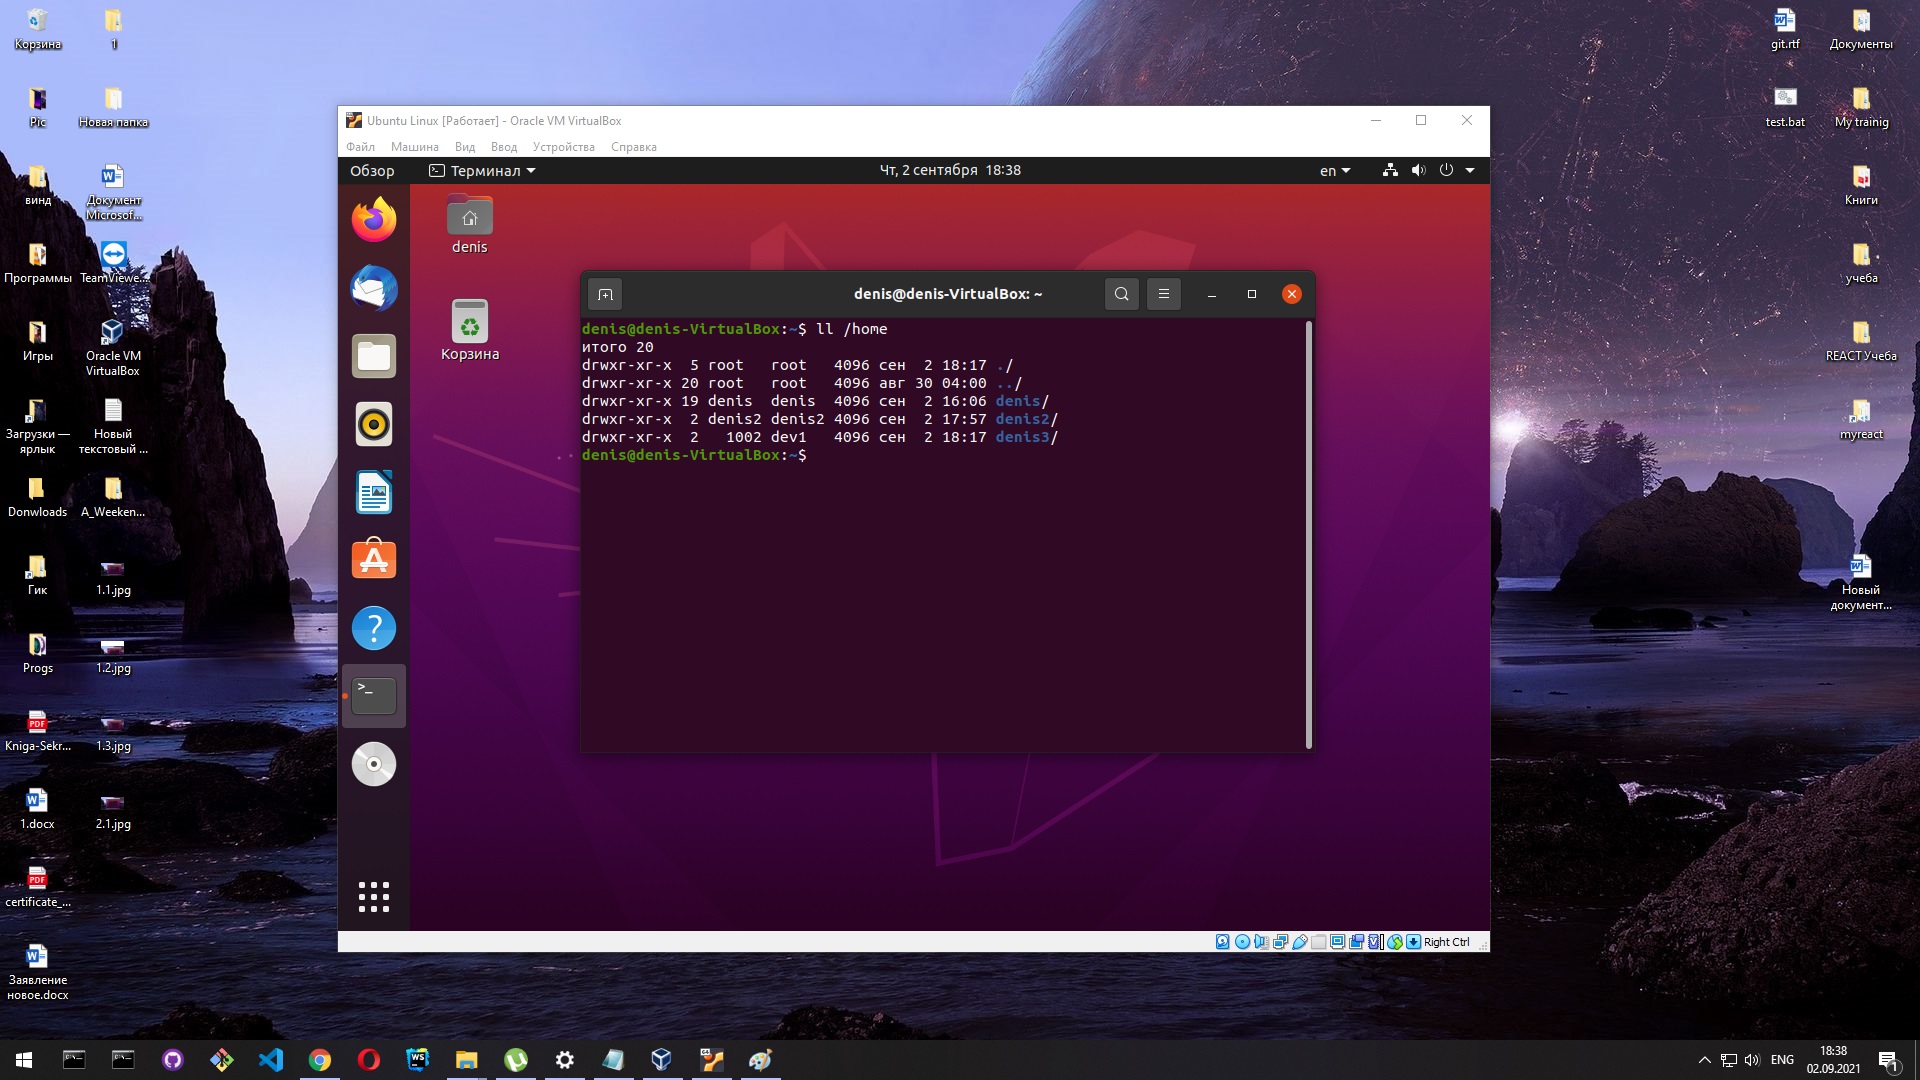 Корзина
1
Pic
Новая папка
винд
Документ
Microsof...
Программы
TeamViewe...
Игры
Oracle VM
VirtualBox
Загрузки —
ярлык
Новый
текстовый ...
Donwloads
A_Weeken...
Гик
1.1.jpg
Progs
1.2.jpg
Kniga-Sekr...
1.3.jpg
1.docx
2.1.jpg
certificate_...
Заявление
новое.docx
Ubuntu Linux [Работает] - Oracle VM VirtualBox
Файл Машина Вид Ввод Устройства Справка
Обзор Терминал Чт, 2 сентября 18:38 en
denis
Корзина
denis@denis-VirtualBox: ~
denis@denis-VirtualBox:~$ ll /home
итого 20
drwxr-xr-x  5 root   root   4096 сен  2 18:17 ./
drwxr-xr-x 20 root   root   4096 авг 30 04:00 ../
drwxr-xr-x 19 denis  denis  4096 сен  2 16:06 denis/
drwxr-xr-x  2 denis2 denis2 4096 сен  2 17:57 denis2/
drwxr-xr-x  2   1002 dev1   4096 сен  2 18:17 denis3/
denis@denis-VirtualBox:~$
Right Ctrl
git.rtf
Документы
test.bat
My trainig
Книги
учеба
REACT Учеба
myreact
Новый
документ...
ENG
18:38
02.09.2021
1